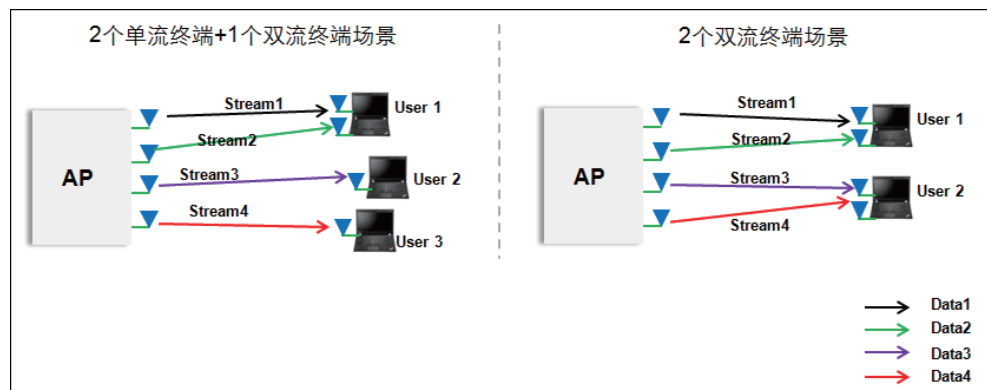 2个单流终端+1个双流终端场景
AP
Stream1
Stream2
Stream3
Stream4
User 1
User 2
User 3
2个双流终端场景
AP
Stream1
Stream2
Stream3
Stream4
User 1
User 2
Data1
Data2
Data3
Data4